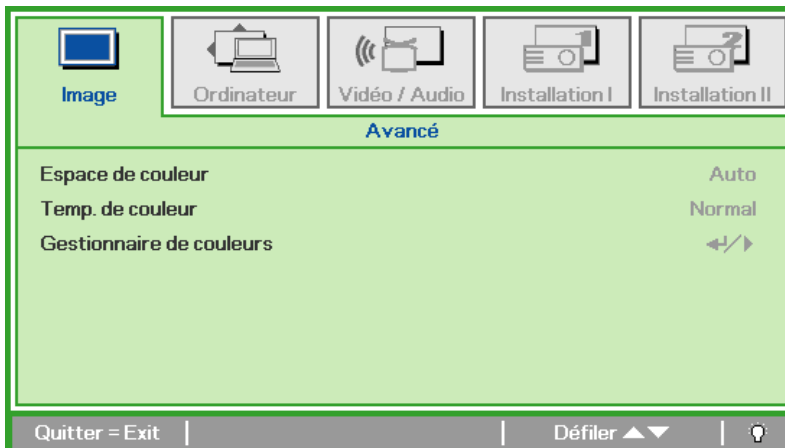 Image
Ordinateur
Vidéo / Audio
Installation I
Installation II
Avancé
Espace de couleur Auto
Temp. de couleur Normal
Gestionnaire de couleurs
Quitter = Exit
Défiler